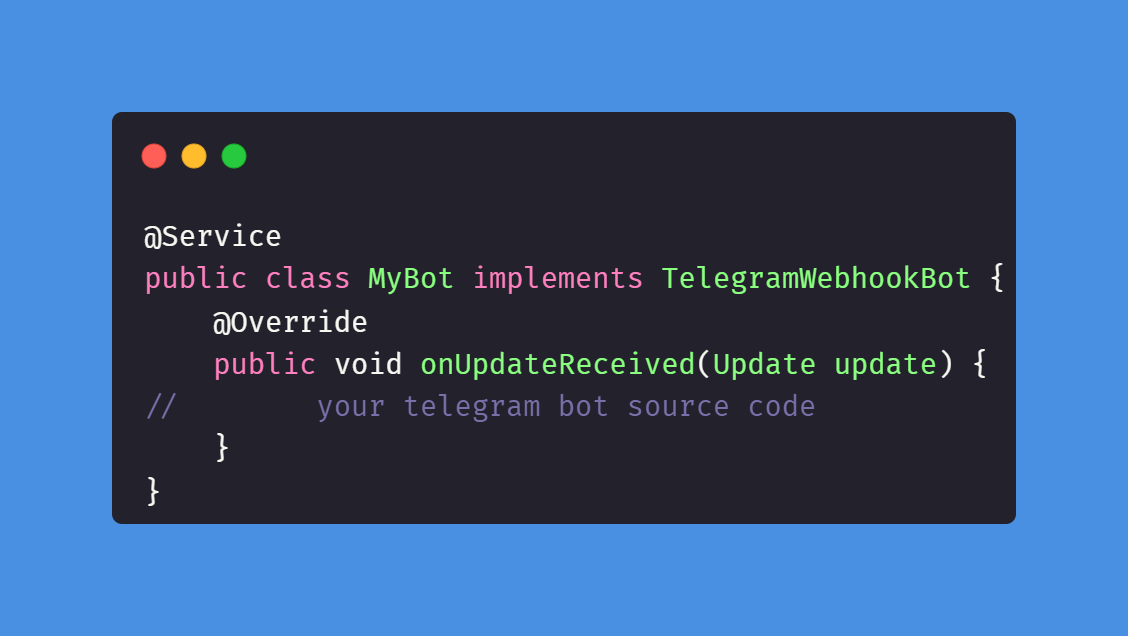 @Service
public class MyBot implements TelegramWebhookBot {
    @Override
    public void onUpdateReceived(Update update) {
//        your telegram bot source code
    }
}